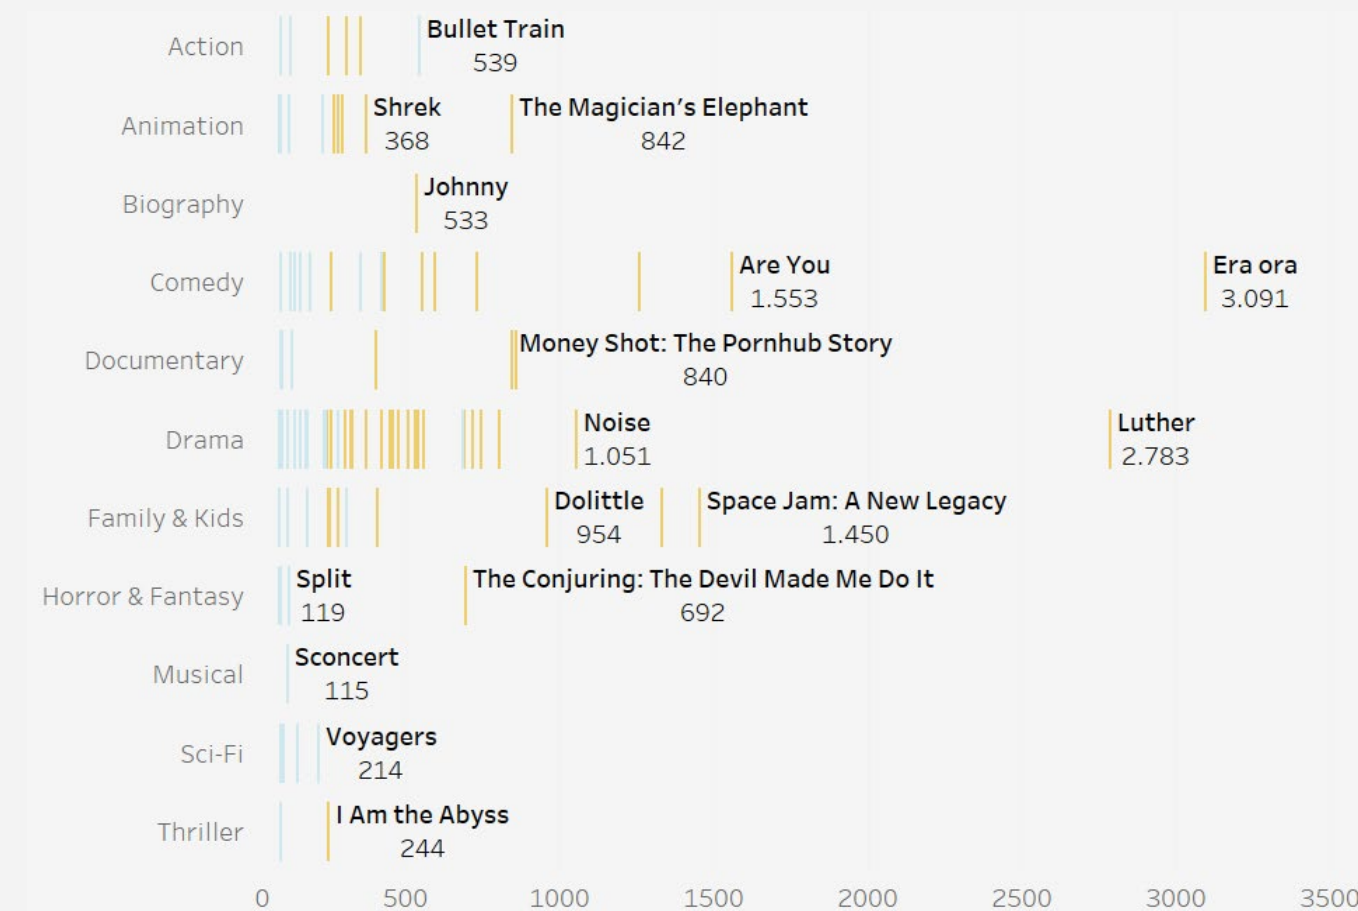 Action
Bullet Train
539
Animation
Shrek
368
The Magician's Elephant
842
Biography
Johnny
533
Comedy
Are You
1.553
Era ora
3.091
Documentary
Money Shot: The Pornhub Story
840
Drama
Noise
1.051
Luther
2.783
Family & Kids
Dolittle
954
Space Jam: A New Legacy
1.450
Horror & Fantasy
Split
119
The Conjuring: The Devil Made Me Do It
692
Musical
Sconcert
115
Sci-Fi
Voyagers
214
Thriller
I Am the Abyss
244
0 500 1000 1500 2000 2500 3000 3500